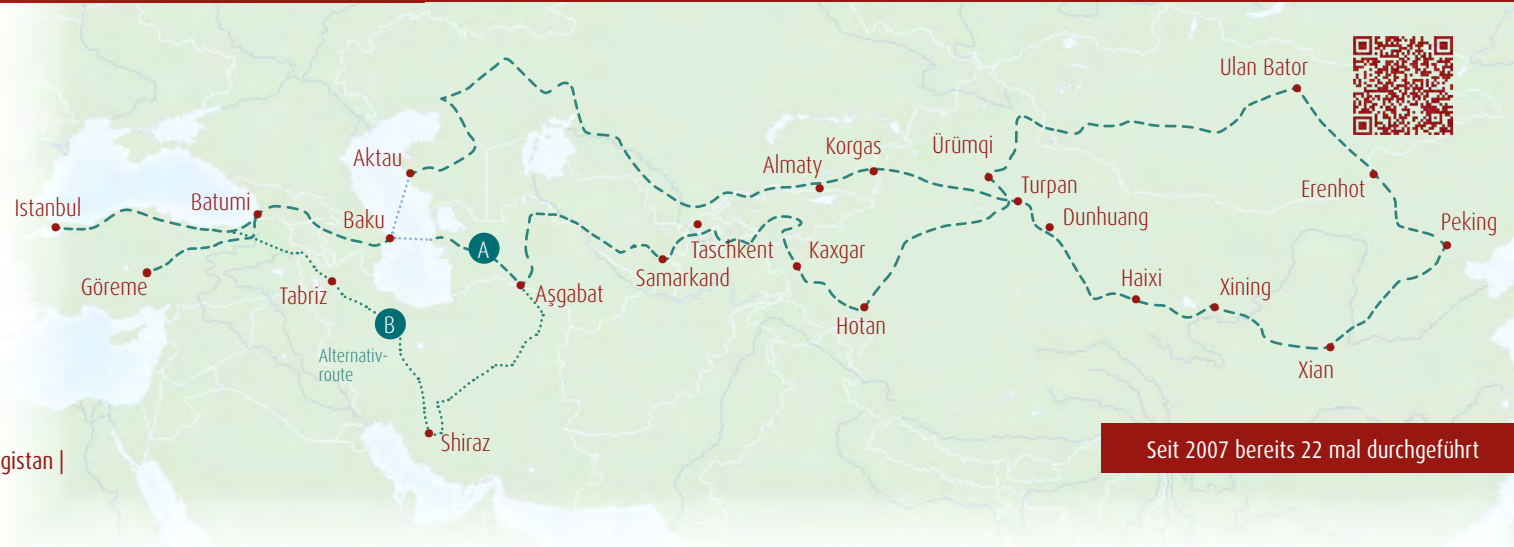 Ulan Bator
Korgas
Ürümqi
Almaty
Aktau
Turpan
Erenhot
Batumi
Istanbul
Dunhuang
Baku
Peking
A
Taschkent
Kaxgar
Samarkand
Göreme
Tabriz
Aşgabat
Haixi
Xining
B
Hotan
Alternativ-
route
Xian
Shiraz
Seit 2007 bereits 22 mal durchgeführt
gistan |